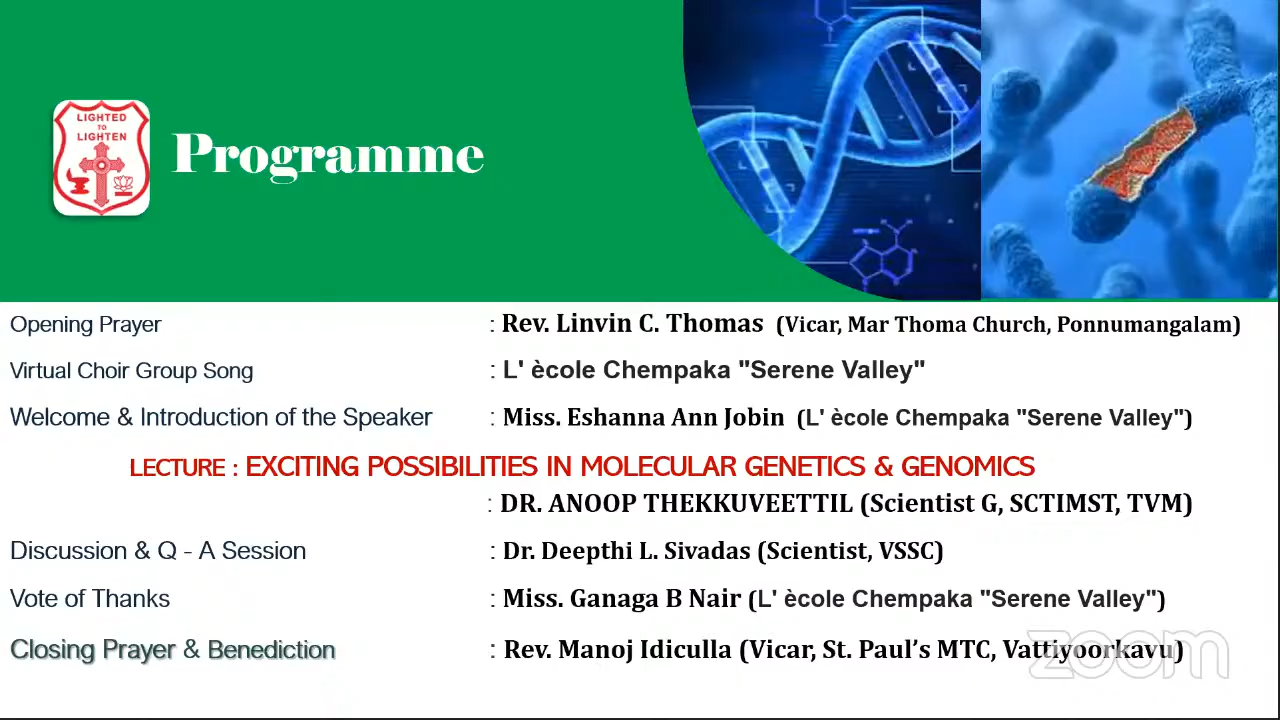 LIGHTED
TO
LIGHTEN
Programme
Opening Prayer : Rev. Linvin C. Thomas (Vicar, Mar Thoma Church, Ponnumangalam)
Virtual Choir Group Song : L' ècole Chempaka "Serene Valley"
Welcome & Introduction of the Speaker : Miss. Eshanna Ann Jobin (L' ècole Chempaka "Serene Valley")
LECTURE : EXCITING POSSIBILITIES IN MOLECULAR GENETICS & GENOMICS
: DR. ANOOP THEKKUVEETTIL (Scientist G, SCTIMST, TVM)
Discussion & Q - A Session : Dr. Deepthi L. Sivadas (Scientist, VSSC)
Vote of Thanks : Miss. Ganaga B Nair (L' ècole Chempaka "Serene Valley")
Closing Prayer & Benediction : Rev. Manoj Idiculla (Vicar, St. Paul’s MTC, Vattiyoorkavu)
zoom